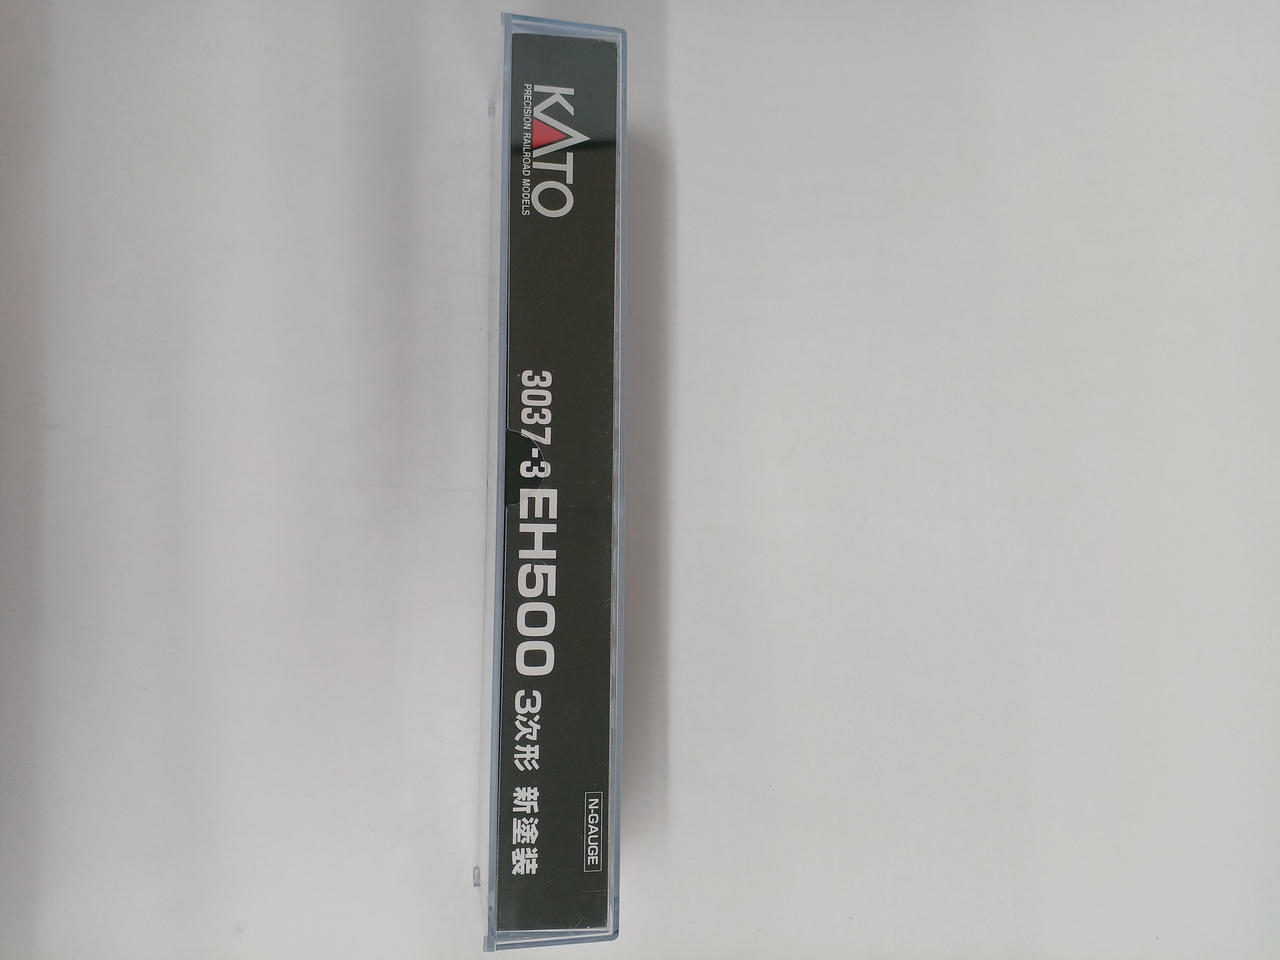 KATO
PRECISION RAILROAD MODELS
3037-3 EH500 3次形 新塗装
N-GAUGE